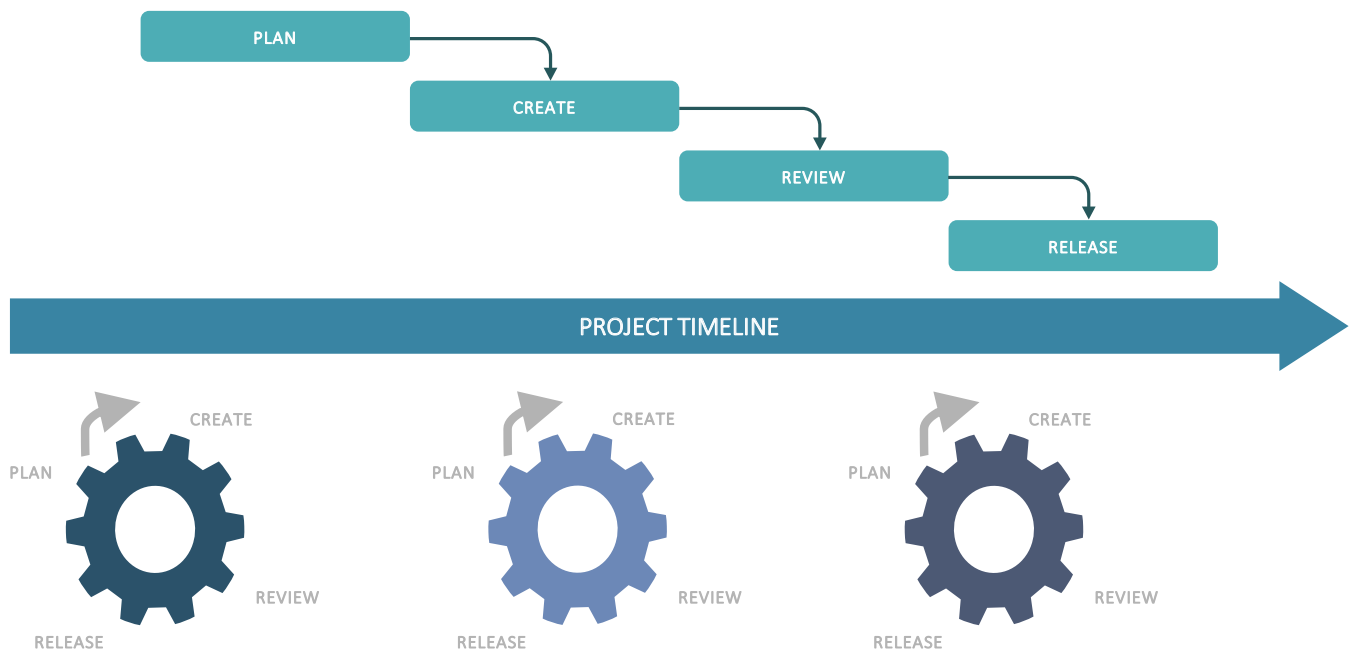 PLAN
CREATE
REVIEW
RELEASE
PROJECT TIMELINE
CREATE
PLAN
REVIEW
RELEASE
CREATE
PLAN
REVIEW
RELEASE
CREATE
PLAN
REVIEW
RELEASE